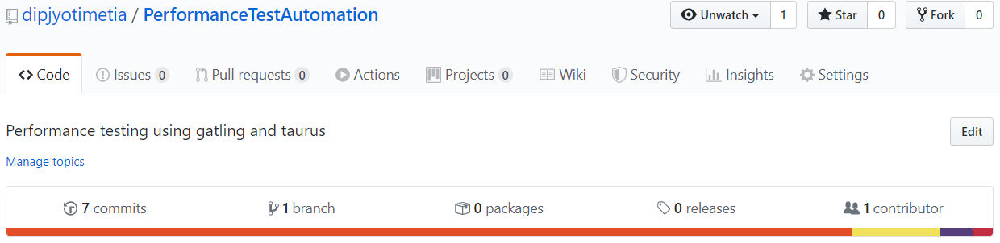 dipjyotimetia / PerformanceTestAutomation
Unwatch 1 Star 0 Fork 0
Code Issues 0 Pull requests 0 Actions Projects 0 Wiki Security Insights Settings
Performance testing using gatling and taurus
Edit
Manage topics
7 commits 1 branch 0 packages 0 releases 1 contributor